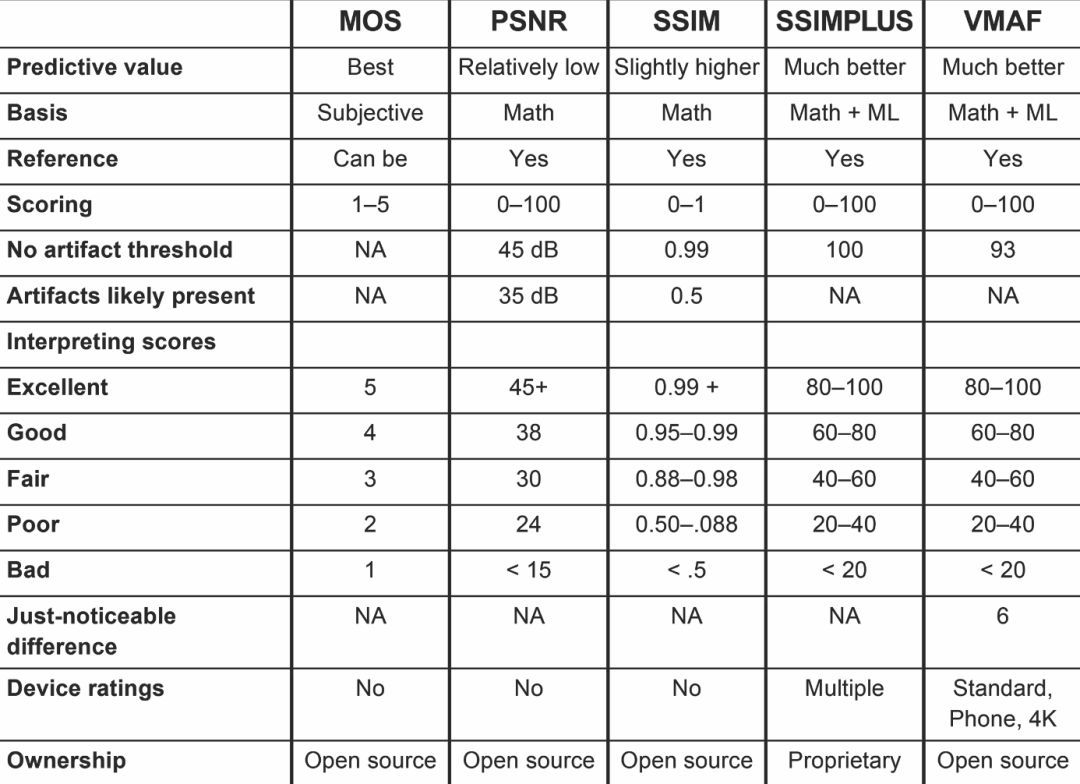 MOS PSNR SSIM SSIMPLUS VMAF
Predictive value Best Relatively low Slightly higher Much better Much better
Basis Subjective Math Math Math + ML Math + ML
Reference Can be Yes Yes Yes Yes
Scoring 1–5 0–100 0–1 0–100 0–100
No artifact threshold NA 45 dB 0.99 100 93
Artifacts likely present NA 35 dB 0.5 NA NA
Interpreting scores
Excellent 5 45+ 0.99 + 80–100 80–100
Good 4 38 0.95–0.99 60–80 60–80
Fair 3 30 0.88–0.98 40–60 40–60
Poor 2 24 0.50–.088 20–40 20–40
Bad 1 < 15 < .5 < 20 < 20
Just-noticeable NA NA NA NA 6
difference
Device ratings No No No Multiple Standard,
Phone, 4K
Ownership Open source Open source Open source Proprietary Open source